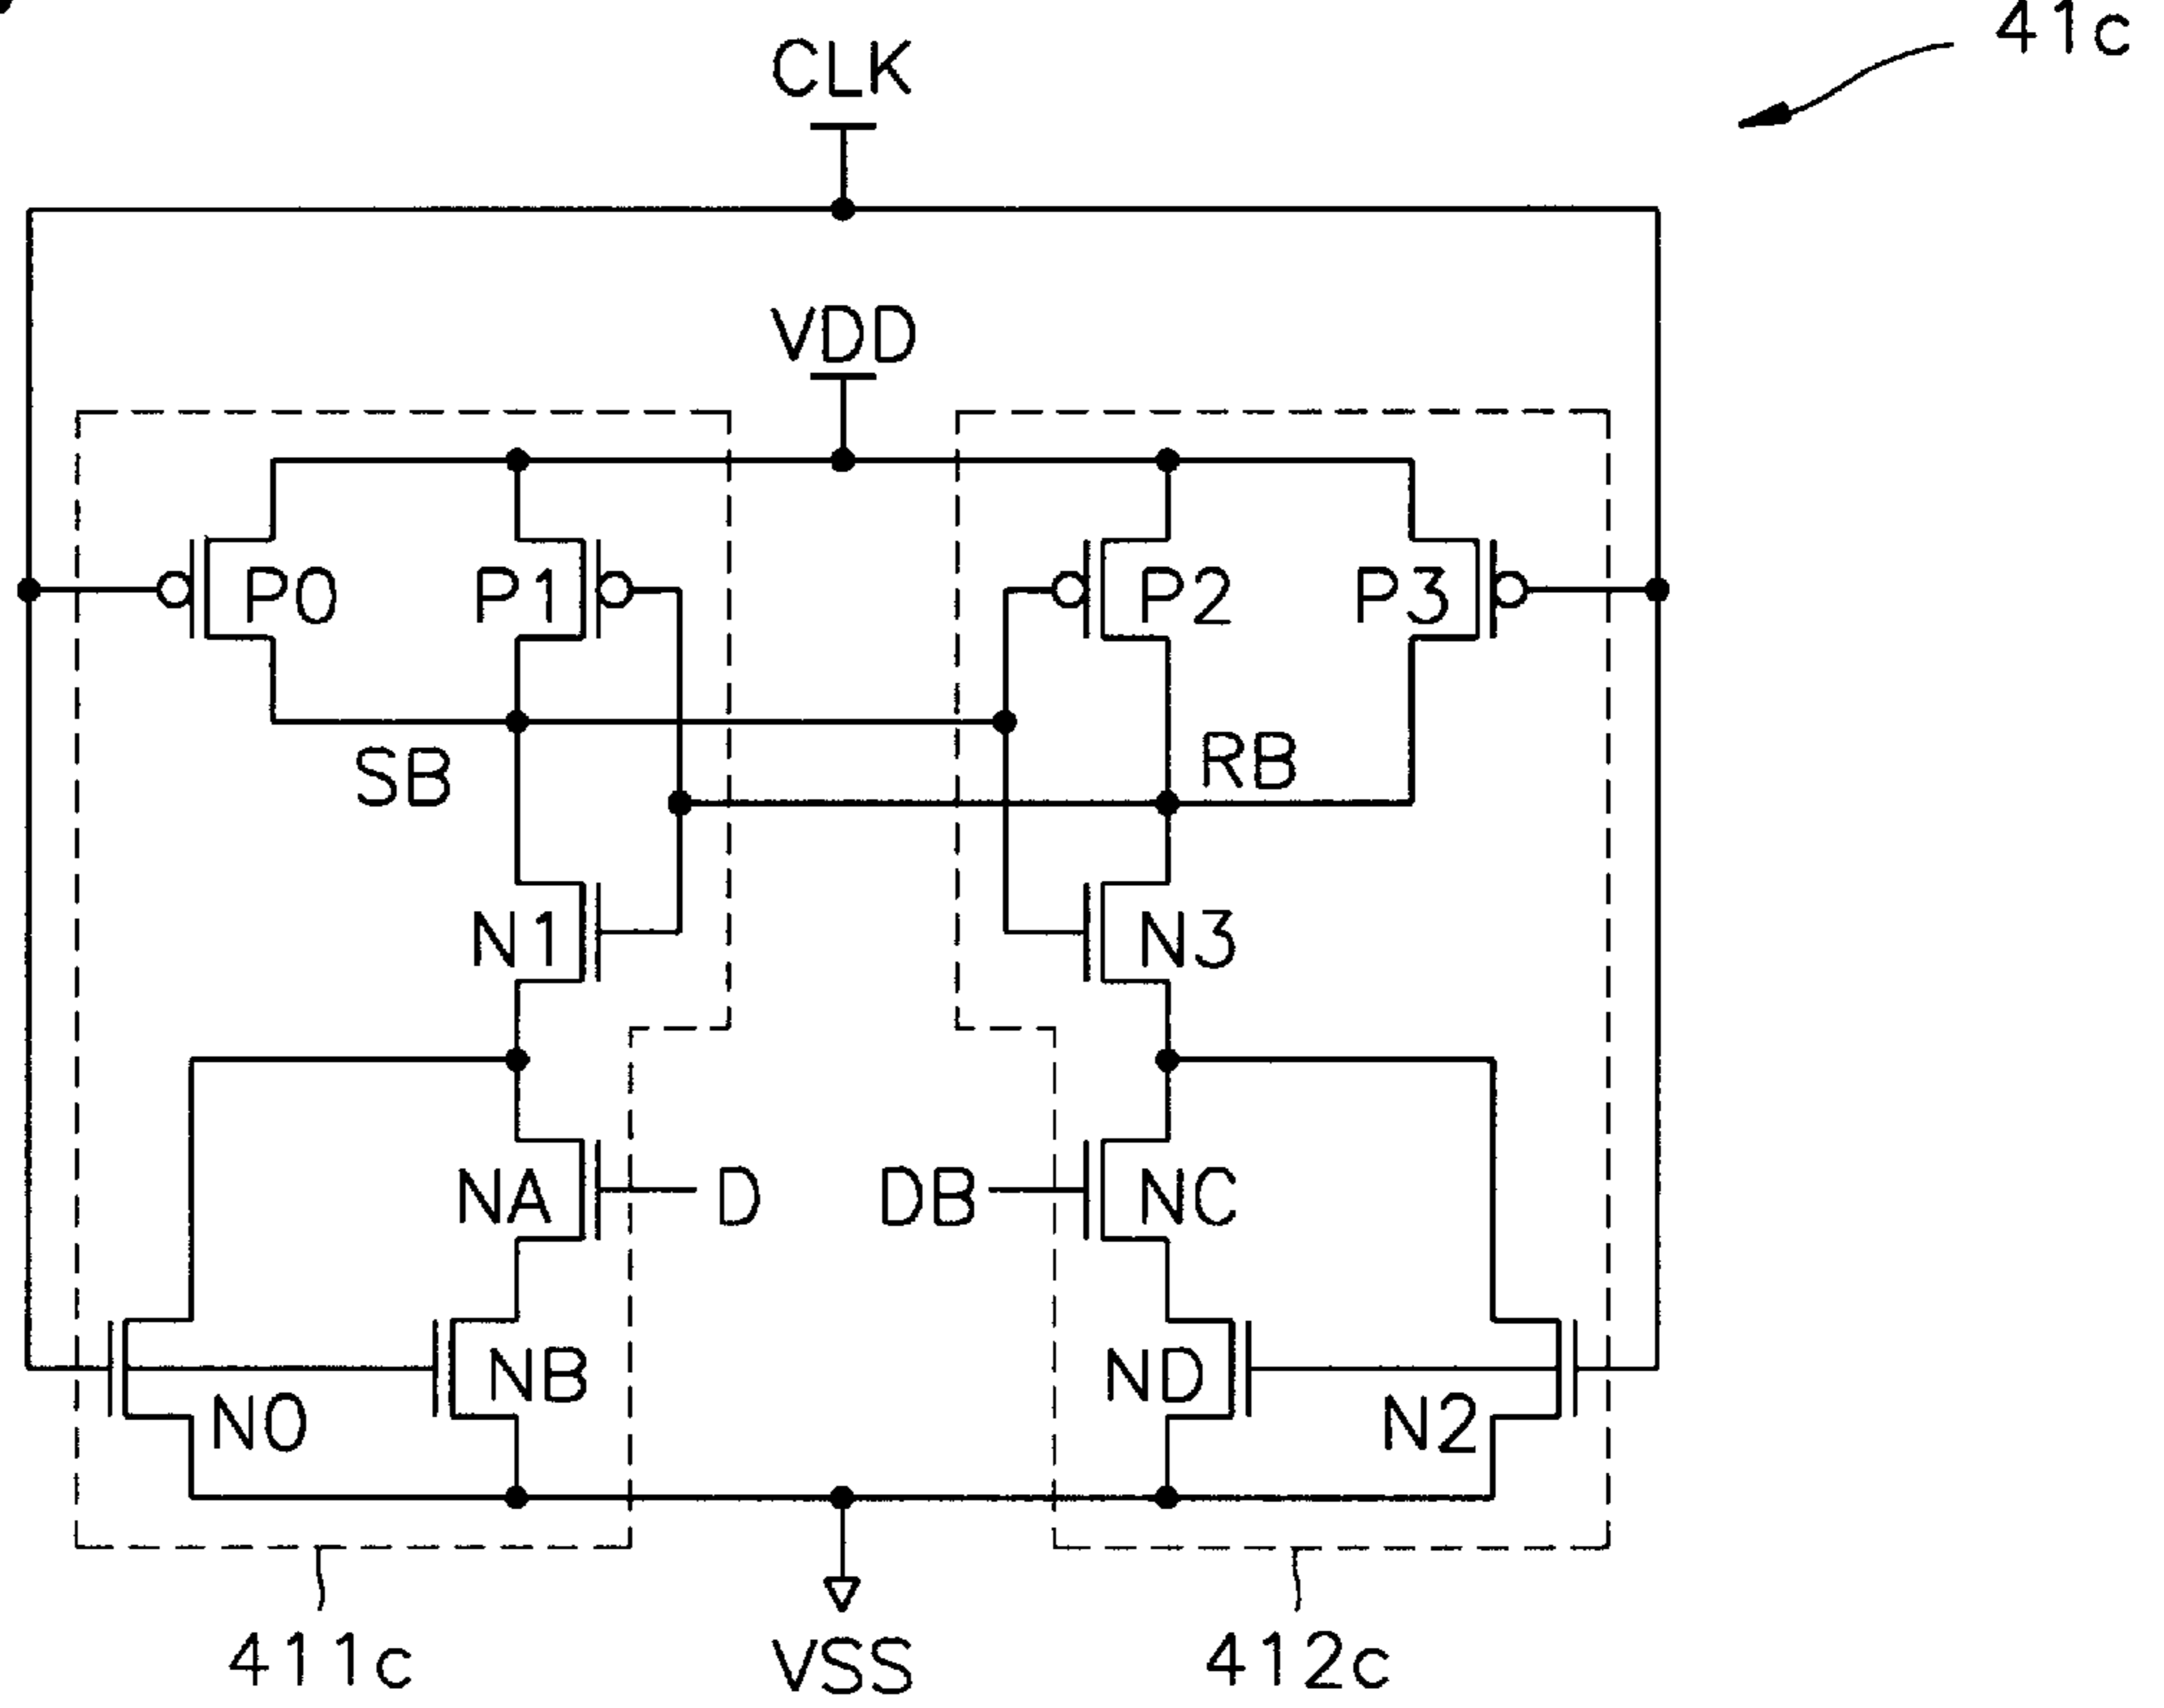 41c
CLK
VDD
P0
P1
P2
P3
SB
RB
N1
N3
NA
D
DB
NC
NB
ND
N0
N2
411c
VSS
412c